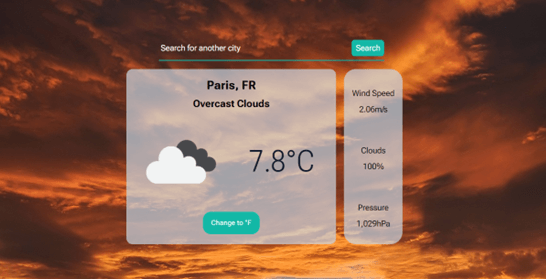 Search for another city
Search
Paris, FR
Overcast Clouds
7.8°C
Change to °F
Wind Speed
2.06m/s
Clouds
100%
Pressure
1,029hPa